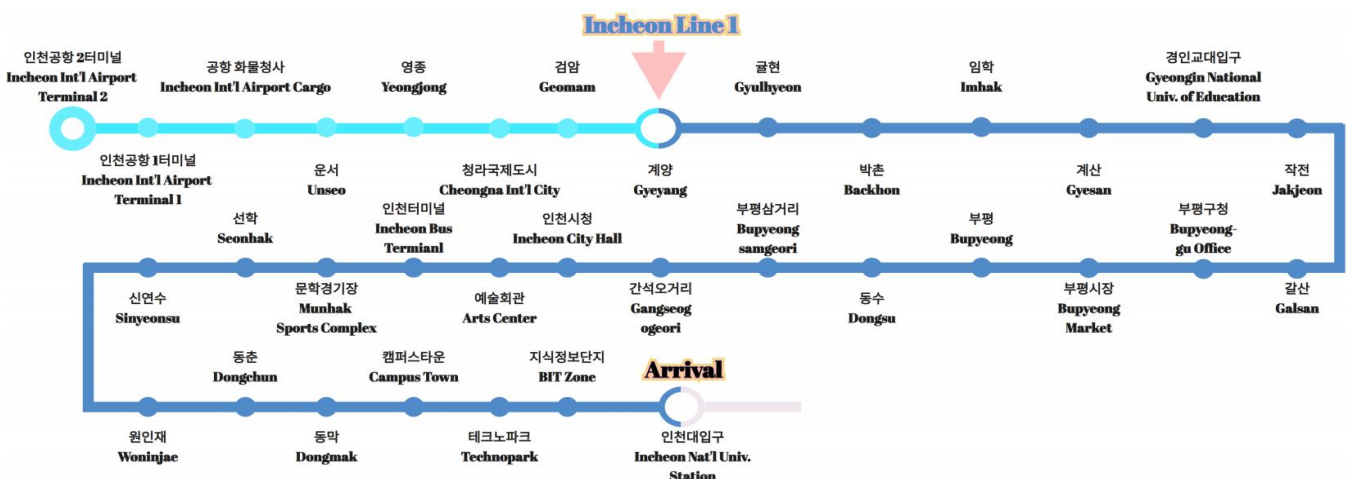 Incheon Line 1
인천공항 2터미널
Incheon Int'l Airport
Terminal 2
공항 화물청사
Incheon Int'l Airport Cargo
영종
Yeongjong
검암
Geomam
귤현
Gyulhyeon
임학
Imhak
경인교대입구
Gyeongin National
Univ. of Education
인천공항 1터미널
Incheon Int'l Airport
Terminal 1
운서
Unseo
청라국제도시
Cheongna Int'l City
계양
Gyeyang
박촌
Backhon
계산
Gyesan
작전
Jakjeon
선학
Seonhak
인천터미널
Incheon Bus
Termianl
인천시청
Incheon City Hall
부평삼거리
Bupyeong
samgeori
부평
Bupyeong
부평구청
Bupyeong-
gu Office
신연수
Sinyeonsu
문학경기장
Munhak
Sports Complex
예술회관
Arts Center
간석오거리
Gangseog
ogeori
동수
Dongsu
부평시장
Bupyeong
Market
갈산
Galsan
동춘
Dongchun
캠퍼스타운
Campus Town
지식정보단지
BIT Zone
Arrival
원인재
Woninjae
동막
Dongmak
테크노파크
Technopark
인천대입구
Incheon Nat'l Univ.
Station